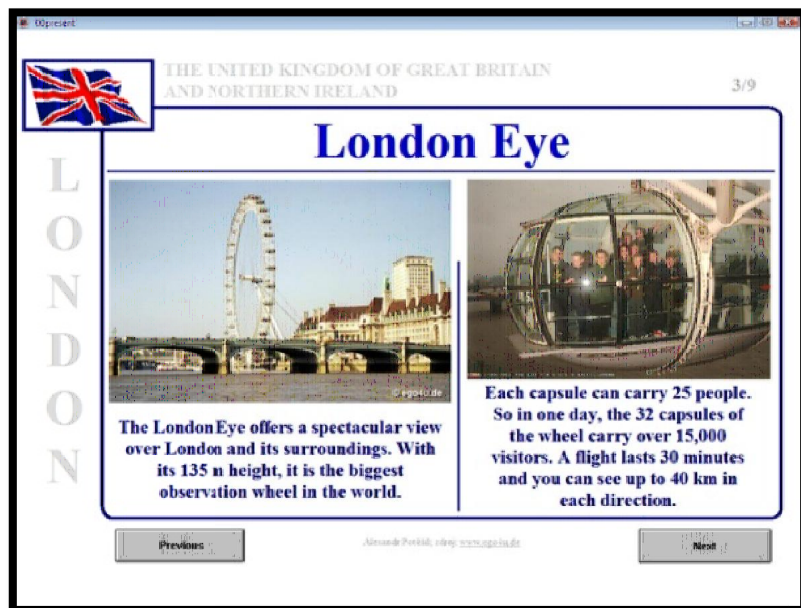 00present
THE UNITED KINGDOM OF GREAT BRITAIN
AND NORTHERN IRELAND
3/9
LONDON
London Eye
© ego4u.de
The London Eye offers a spectacular view
over London and its surroundings. With
its 135 m height, it is the biggest
observation wheel in the world.
Each capsule can carry 25 people.
So in one day, the 32 capsules of
the wheel carry over 15,000
visitors. A flight lasts 30 minutes
and you can see up to 40 km in
each direction.
Previous
www.ego4u.de
Next